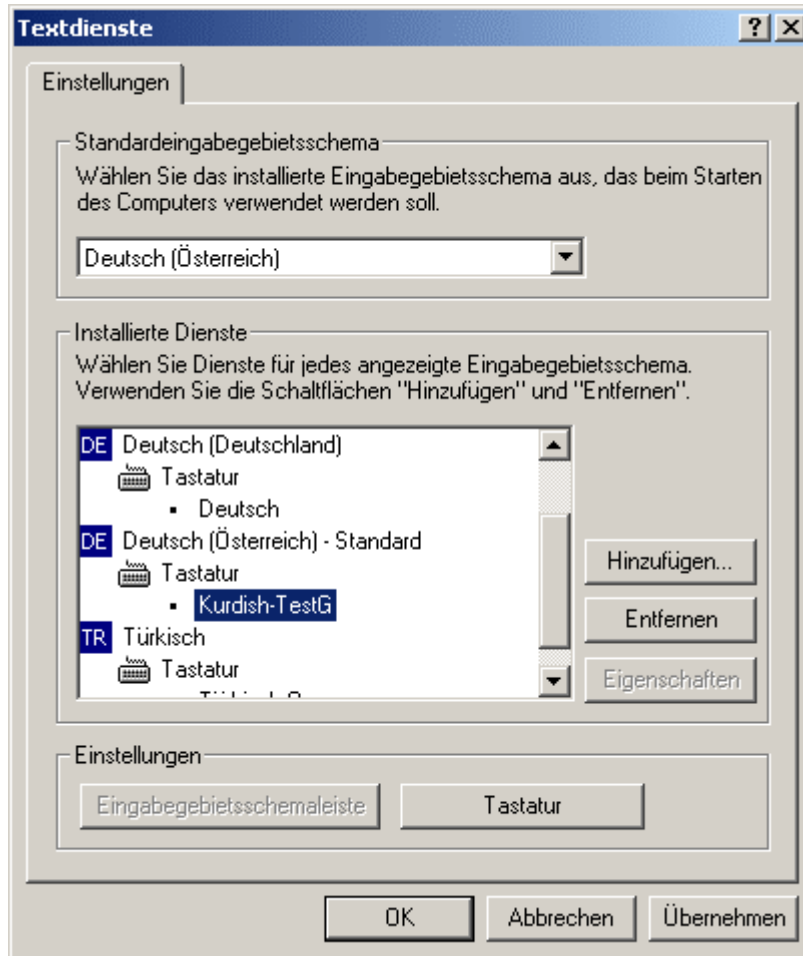 Textdienste
Einstellungen
Standardeingabegebietsschema
Wählen Sie das installierte Eingabegebietsschema aus, das beim Starten
des Computers verwendet werden soll.
Deutsch (Österreich)
Installierte Dienste
Wählen Sie Dienste für jedes angezeigte Eingabegebietsschema.
Verwenden Sie die Schaltflächen "Hinzufügen" und "Entfernen".
DE Deutsch (Deutschland)
Tastatur
Deutsch
DE Deutsch (Österreich) - Standard
Tastatur
Kurdish-TestG
TR Türkisch
Tastatur
Hinzufügen...
Entfernen
Eigenschaften
Einstellungen
Eingabegebietsschemaleiste Tastatur
OK Abbrechen Übernehmen